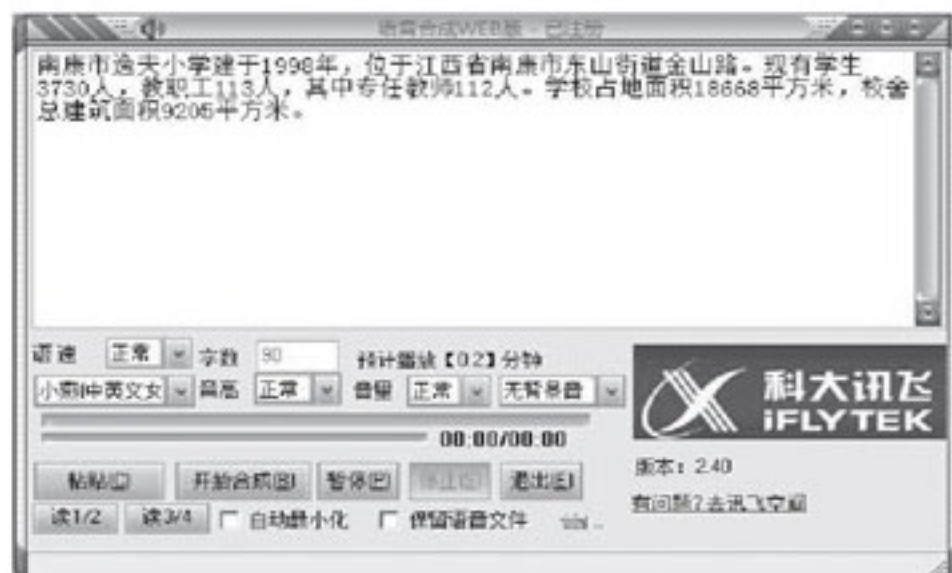 语音合成WEB版 - 已注册
南康市逸夫小学建于1998年，位于江西省南康市东山街道金山路。现有学生
3730人，教职工113人，其中专任教师112人。学校占地面积18668平方米，校舍
总建筑面积9205平方米。
语速 正常 字数 90 预计播放【0.2】分钟
中英文女 音高 正常 音量 正常 无背景音
科大讯飞
iFLYTEK
00:00/00:00
版本：2.40
粘贴 开始合成(B) 暂停(P) 停止(S) 退出(E)
有问题?去讯飞空间
读1/2 读3/4 自动最小化 保留语音文件